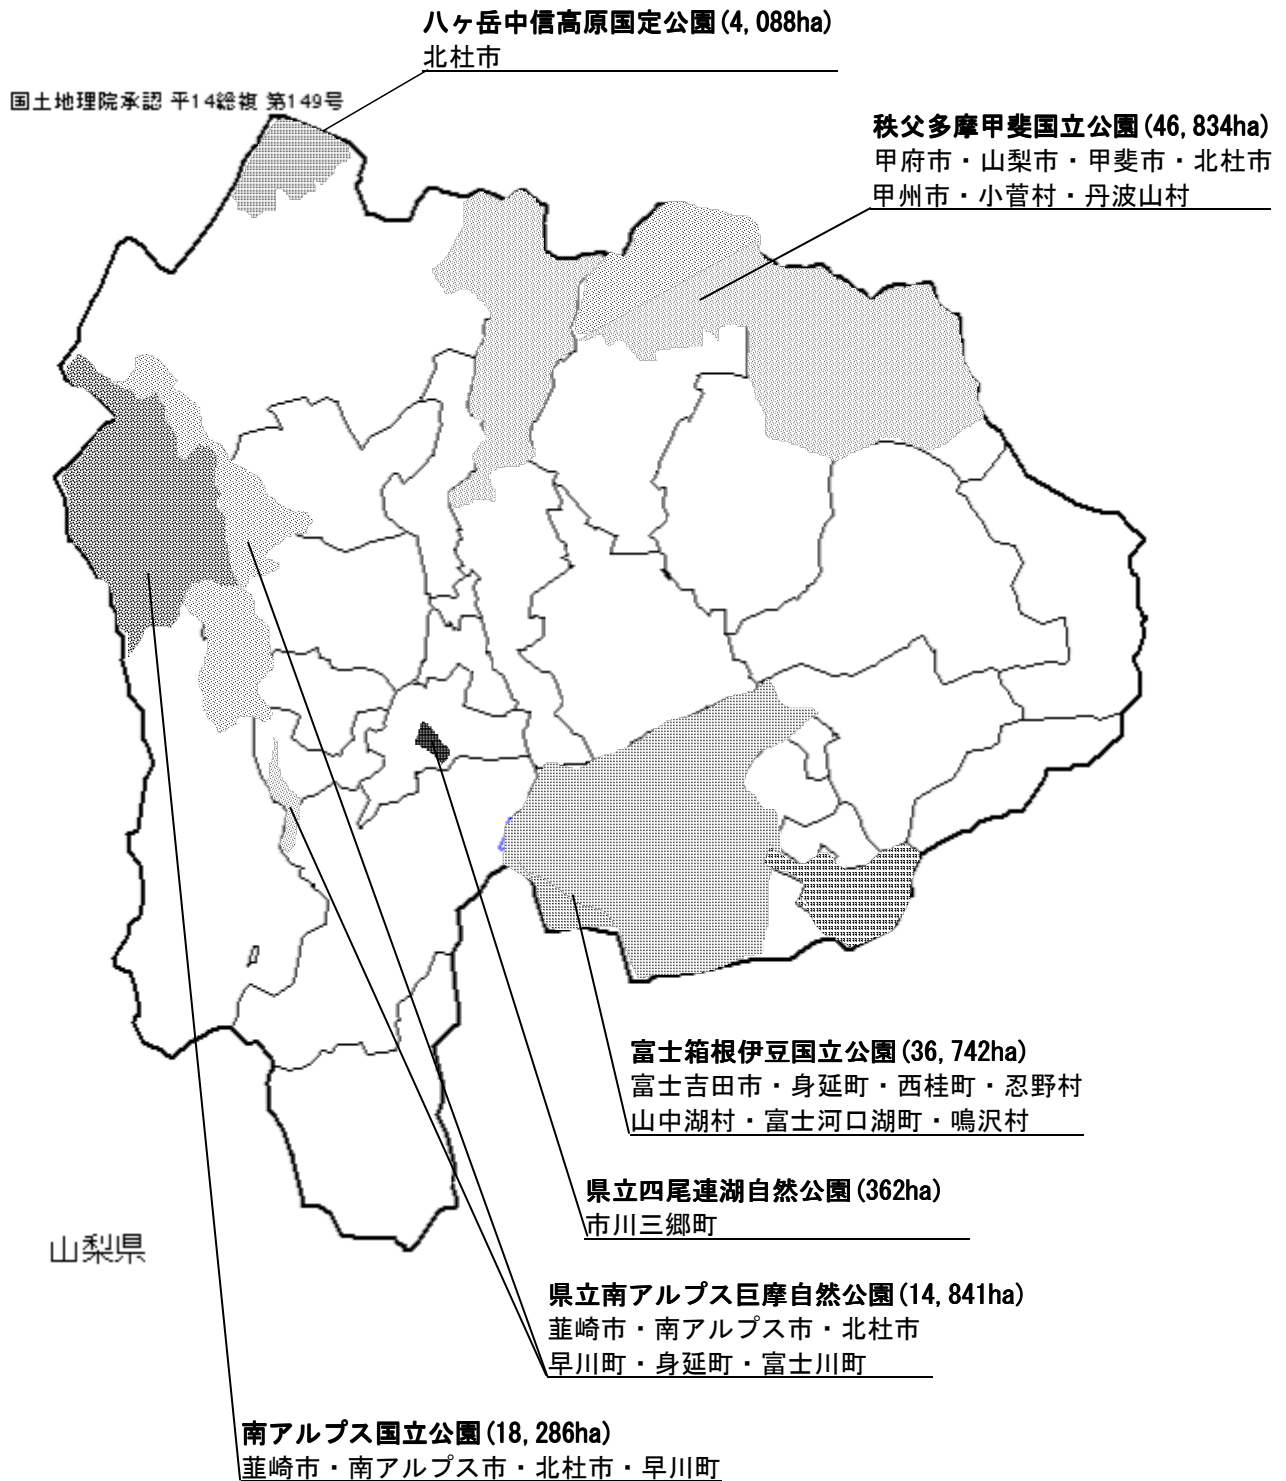 八ヶ岳中信高原国定公園(4,088ha)
北杜市
国土地理院承認 平14総複 第149号
秩父多摩甲斐国立公園(46,834ha)
甲府市・山梨市・甲斐市・北杜市
甲州市・小菅村・丹波山村
富士箱根伊豆国立公園(36,742ha)
富士吉田市・身延町・西桂町・忍野村
山中湖村・富士河口湖町・鳴沢村
県立四尾連湖自然公園(362ha)
市川三郷町
山梨県
県立南アルプス巨摩自然公園(14,841ha)
韮崎市・南アルプス市・北杜市
早川町・身延町・富士川町
南アルプス国立公園(18,286ha)
韮崎市・南アルプス市・北杜市・早川町